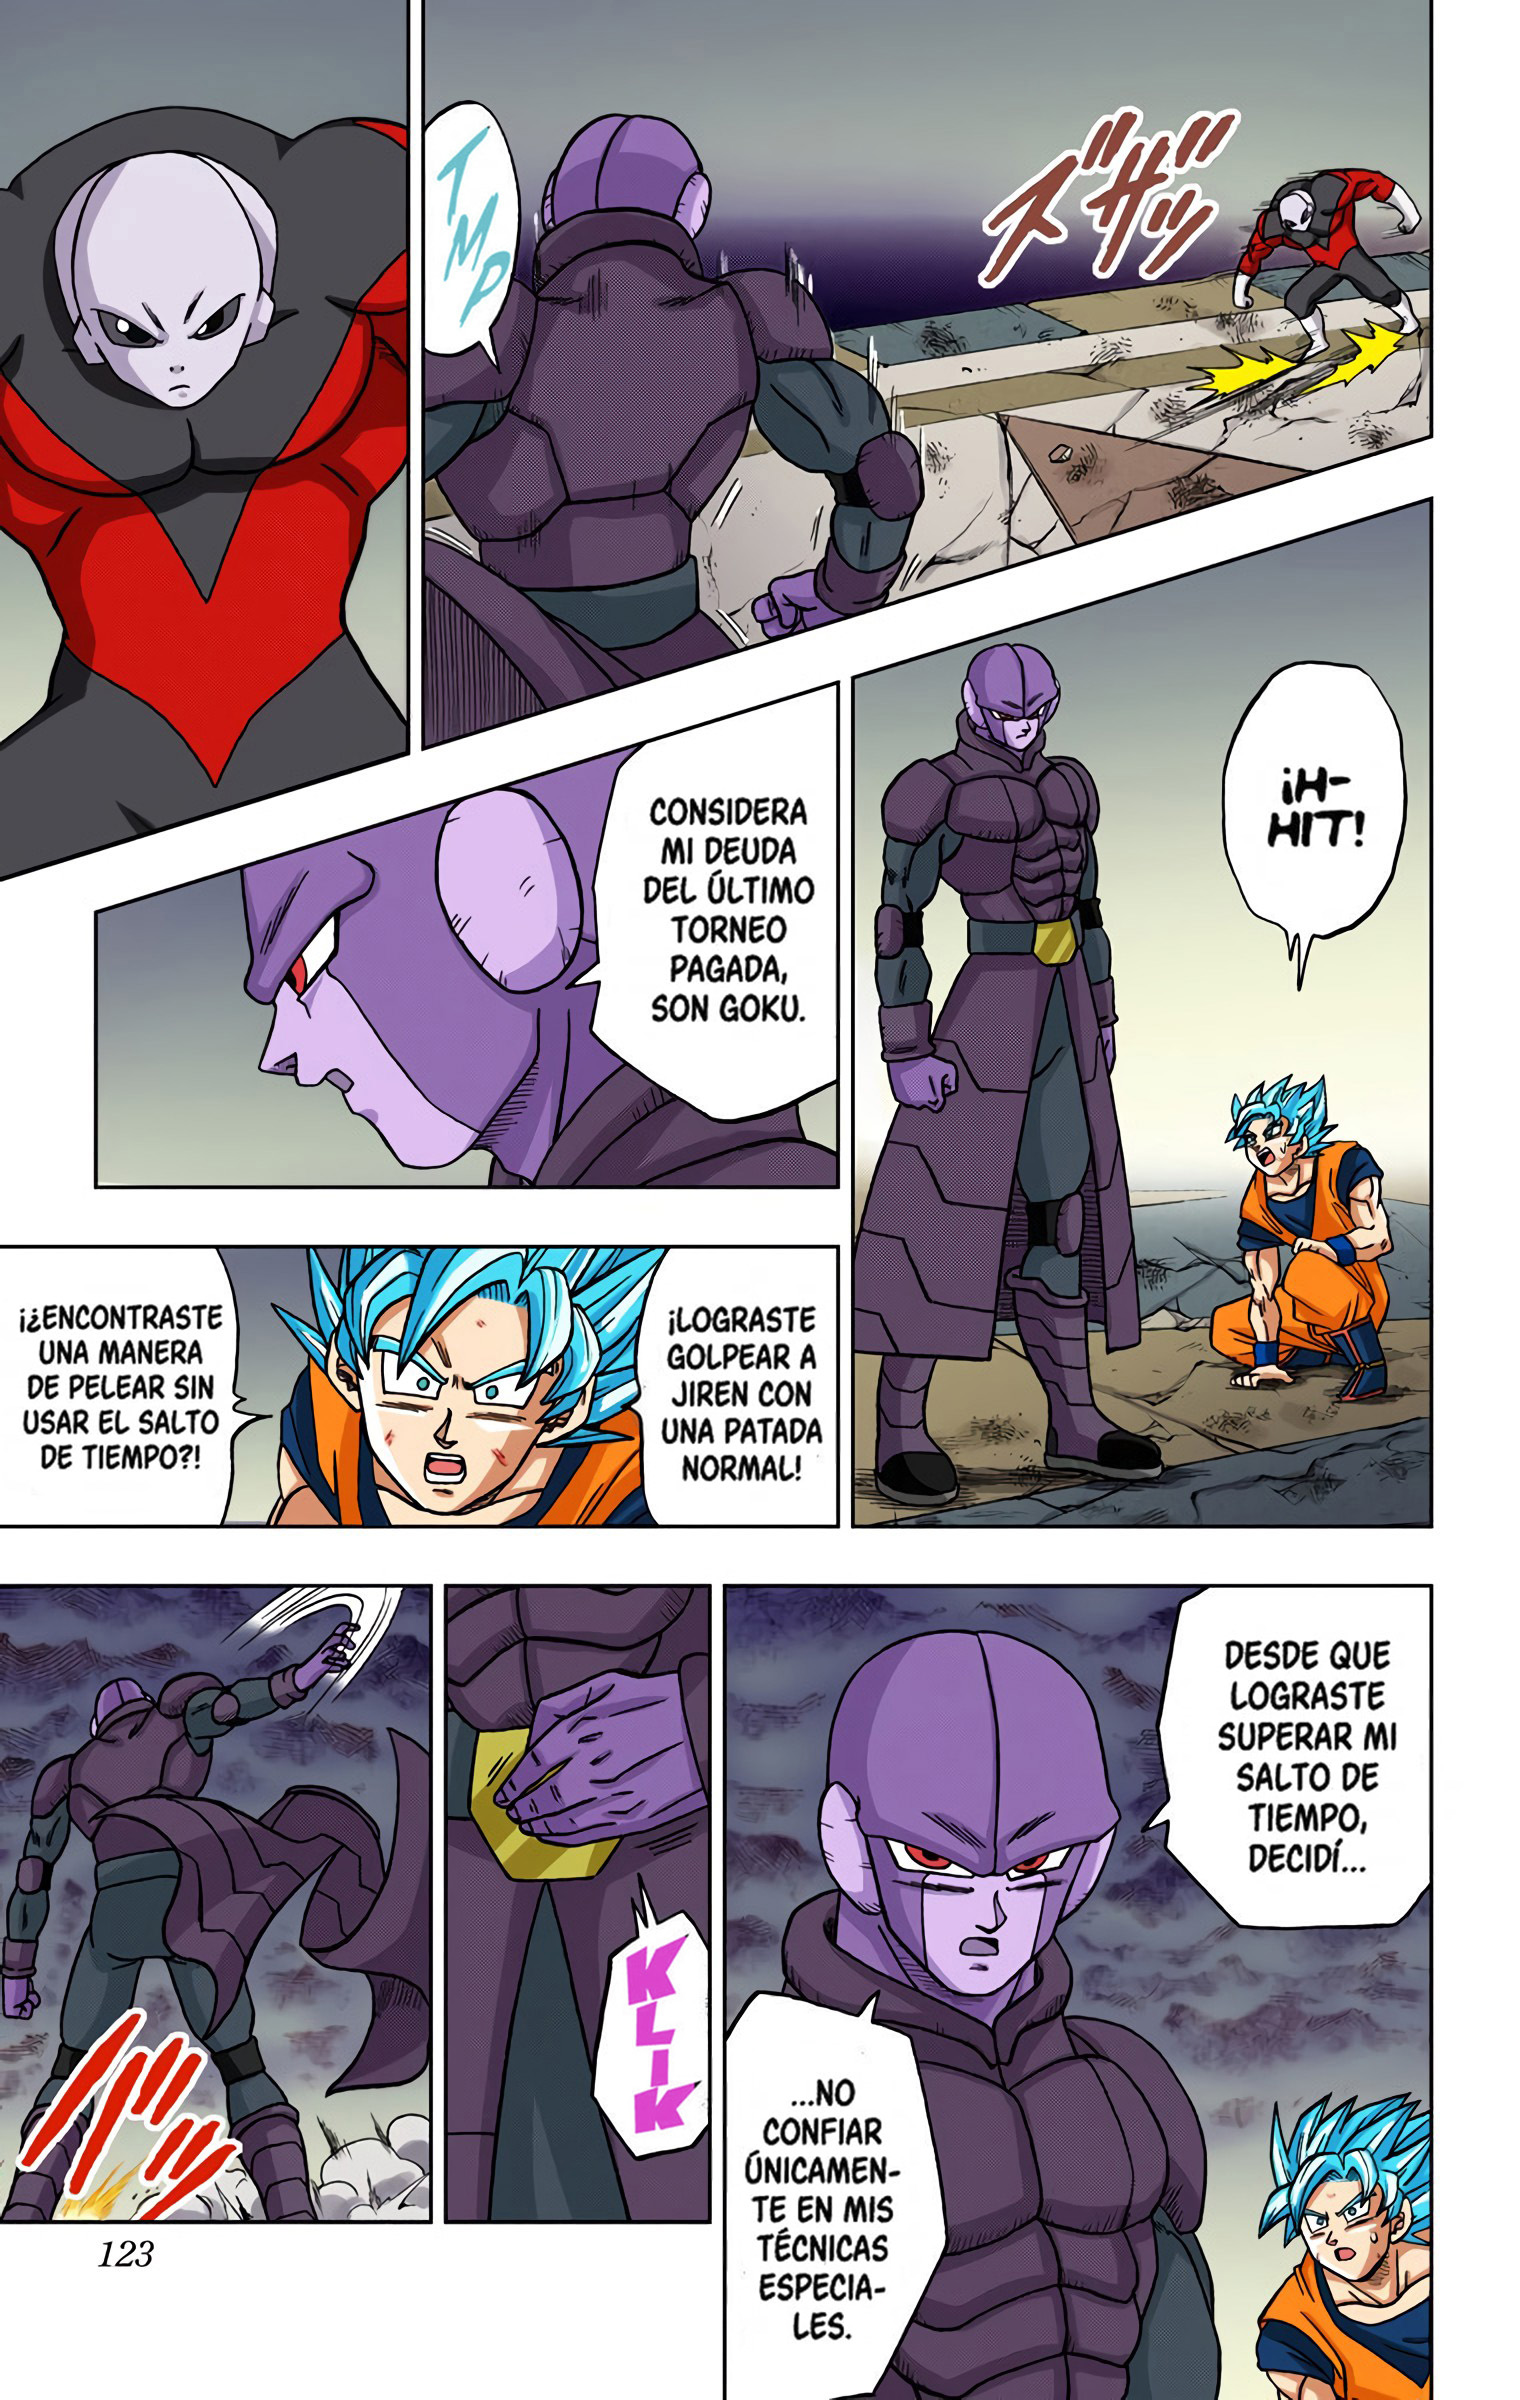 ズザッ
TMP
¡H-
HIT!
CONSIDERA
MI DEUDA
DEL ÚLTIMO
TORNEO
PAGADA,
SON GOKU.
¡LOGRASTE
GOLPEAR A
JIREN CON
UNA PATADA
NORMAL!
¡¿ENCONTRASTE
UNA MANERA
DE PELEAR SIN
USAR EL SALTO
DE TIEMPO?!
DESDE QUE
LOGRASTE
SUPERAR MI
SALTO DE
TIEMPO,
DECIDÍ...
...NO
CONFIAR
ÚNICAMEN-
TE EN MIS
TÉCNICAS
ESPECIA-
LES.
KLIK
バッ
123